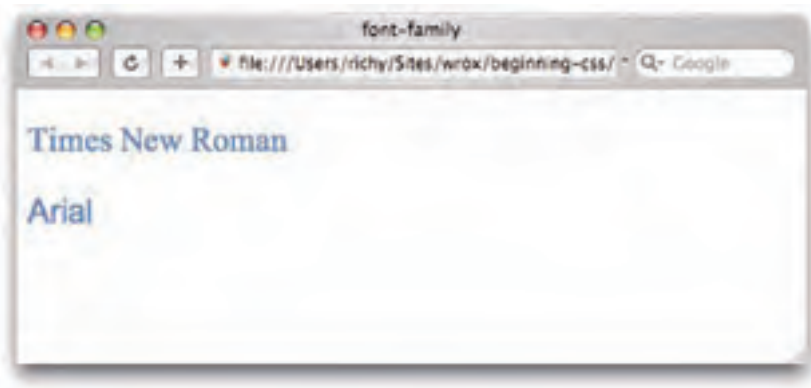 font-family
file:///Users/richy/Sites/wrox/beginning-css/
Google
Times New Roman
Arial